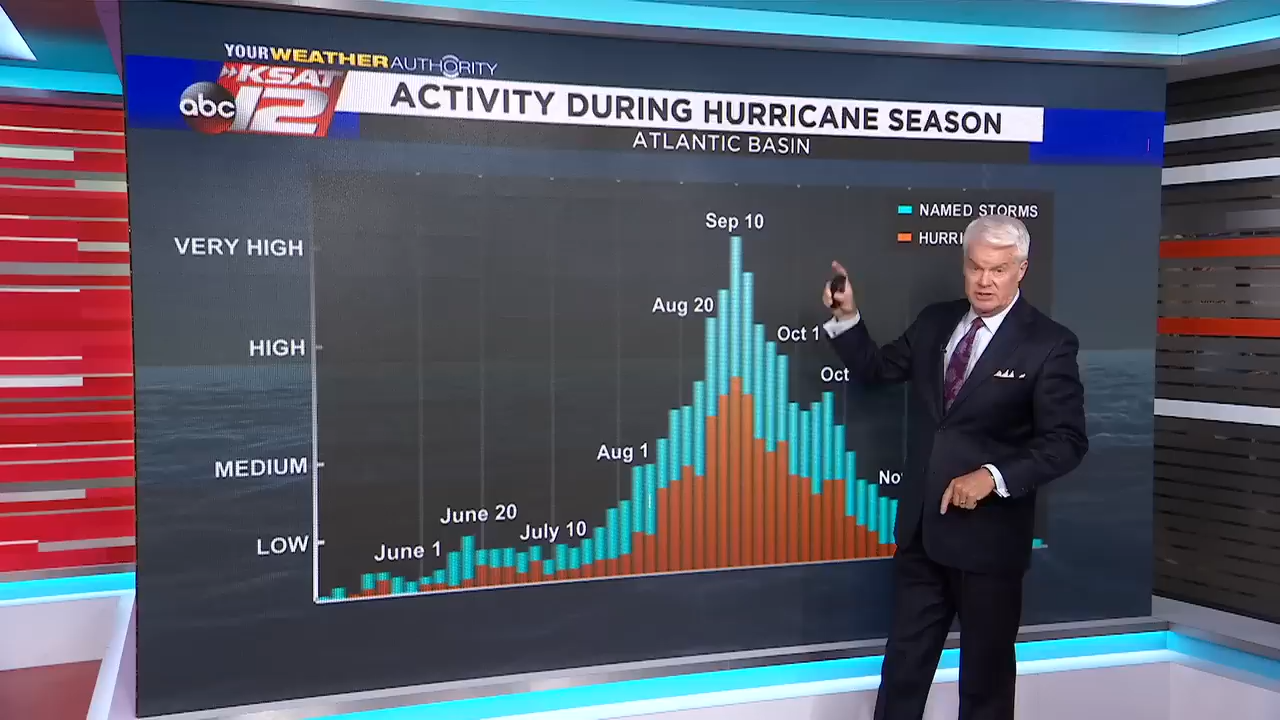 YOUR WEATHER AUTHORITY
KSAT
abc 12
ACTIVITY DURING HURRICANE SEASON
ATLANTIC BASIN
NAMED STORMS
Sep 10
VERY HIGH
Aug 20
Oct 1
HIGH
Oct
Aug 1
MEDIUM
June 20
July 10
LOW
June 1